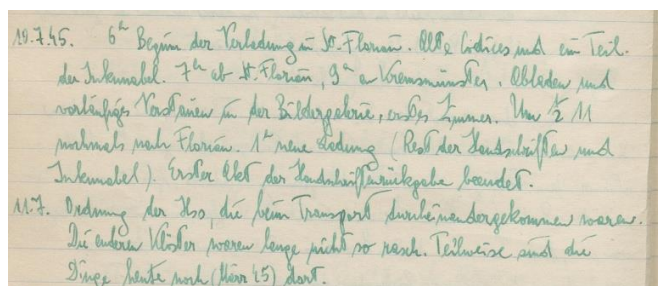 10.7.45. 6ʰ Beginn der Verladung in St. Florian. Alte Codices und ein Teil
der Inkunabel. 7ʰ ab St. Florian, 9ʰ a Kremsmünster. Abladen und
vorläufiges Verstauen in der Bildergalerie, erstes Zimmer. Um ½ 11
nochmals nach Florian. 1ʰ neue Ladung (Rest der Handschriften und
Inkunabel). Erster Akt der Handschriftenrückgabe beendet.
11.7. Ordnung der Hss, die beim Transport durcheinandergekommen waren.
Die anderen Klöster waren lange nicht so rasch. Teilweise sind die
Dinge heute noch (März 45) dort.